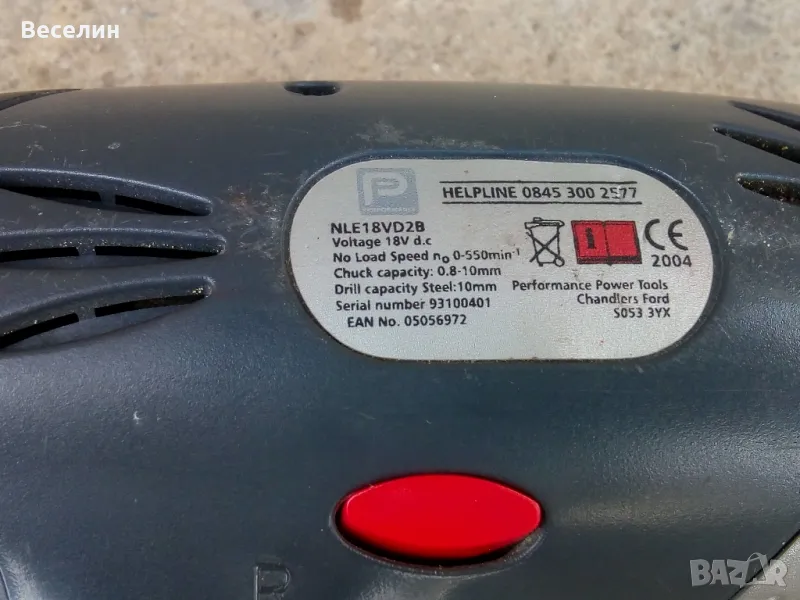 Веселин
P
HELPLINE 0845 300 2577
NLE18VD2B
Voltage 18V d.c
No Load Speed n₀ 0-550min⁻¹
Chuck capacity: 0.8-10mm
Drill capacity Steel:10mm
Serial number 93100401
EAN No. 05056972
CE
2004
Performance Power Tools
Chandlers Ford
S053 3YX
BAZAR